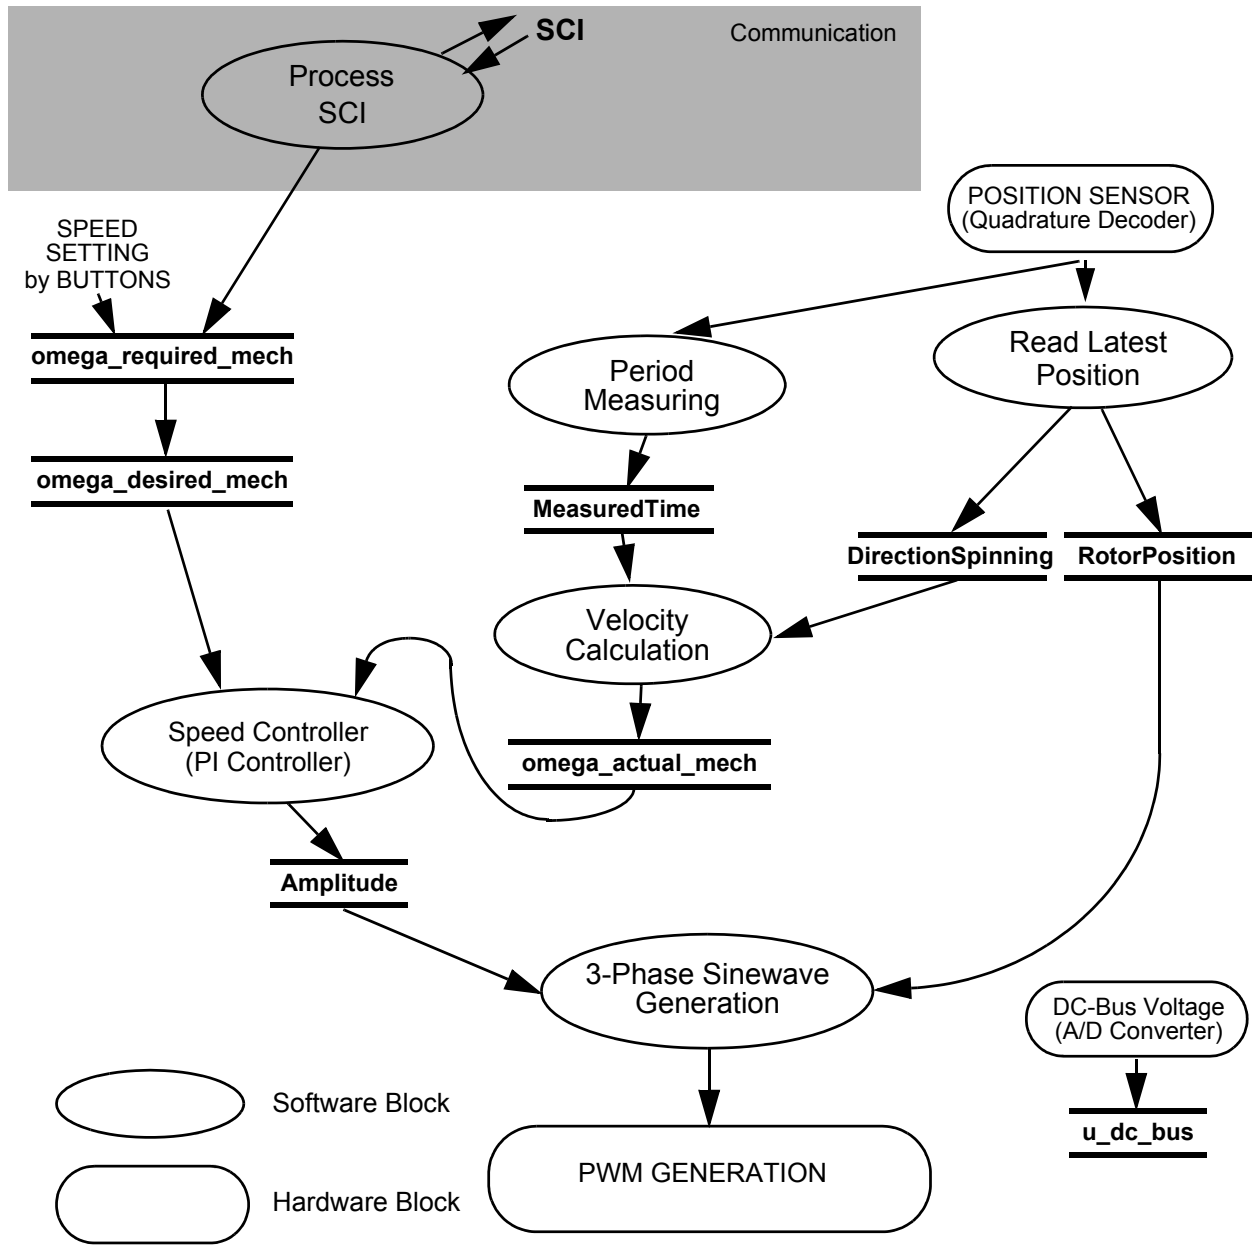 SCI
Communication
Process
SCI
POSITION SENSOR
(Quadrature Decoder)
SPEED
SETTING
by BUTTONS
omega_required_mech
Period
Measuring
Read Latest
Position
omega_desired_mech
MeasuredTime
DirectionSpinning
RotorPosition
Velocity
Calculation
Speed Controller
(PI Controller)
omega_actual_mech
Amplitude
3-Phase Sinewave
Generation
DC-Bus Voltage
(A/D Converter)
u_dc_bus
Software Block
PWM GENERATION
Hardware Block